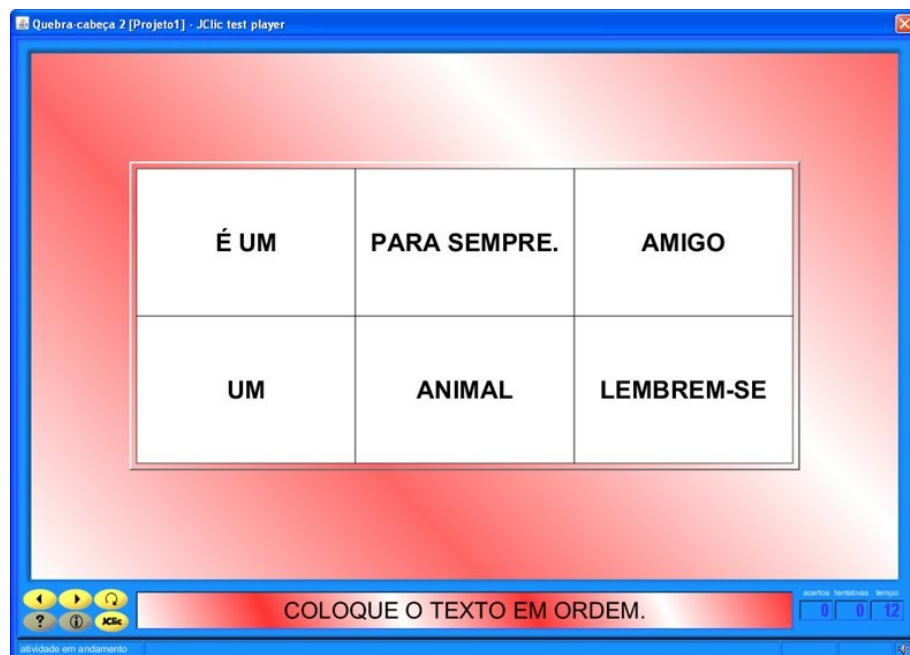 Quebra-cabeça 2 [Projeto1] - JClic test player
É UM PARA SEMPRE. AMIGO
UM ANIMAL LEMBREM-SE
COLOQUE O TEXTO EM ORDEM.
acertos tentativas tempo
0 0 12
? i JClic
atividade em andamento